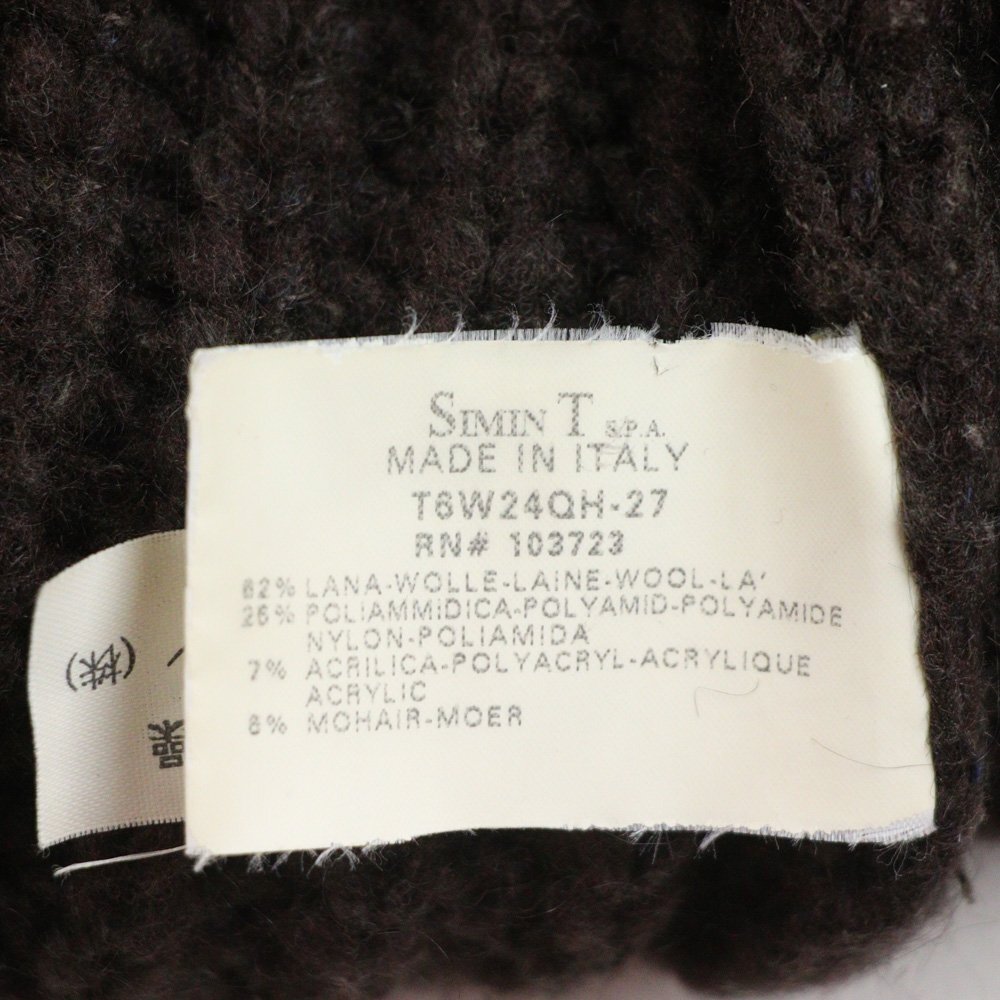 SIMIN T S.P.A.
MADE IN ITALY
T6W24QH-27
RN# 103723
62% LANA-WOLLE-LAINE-WOOL-LA'
26% POLIAMMIDICA-POLYAMID-POLYAMIDE
NYLON-POLIAMIDA
7% ACRILICA-POLYACRYL-ACRYLIQUE
ACRYLIC
6% MOHAIR-MOER
(株)